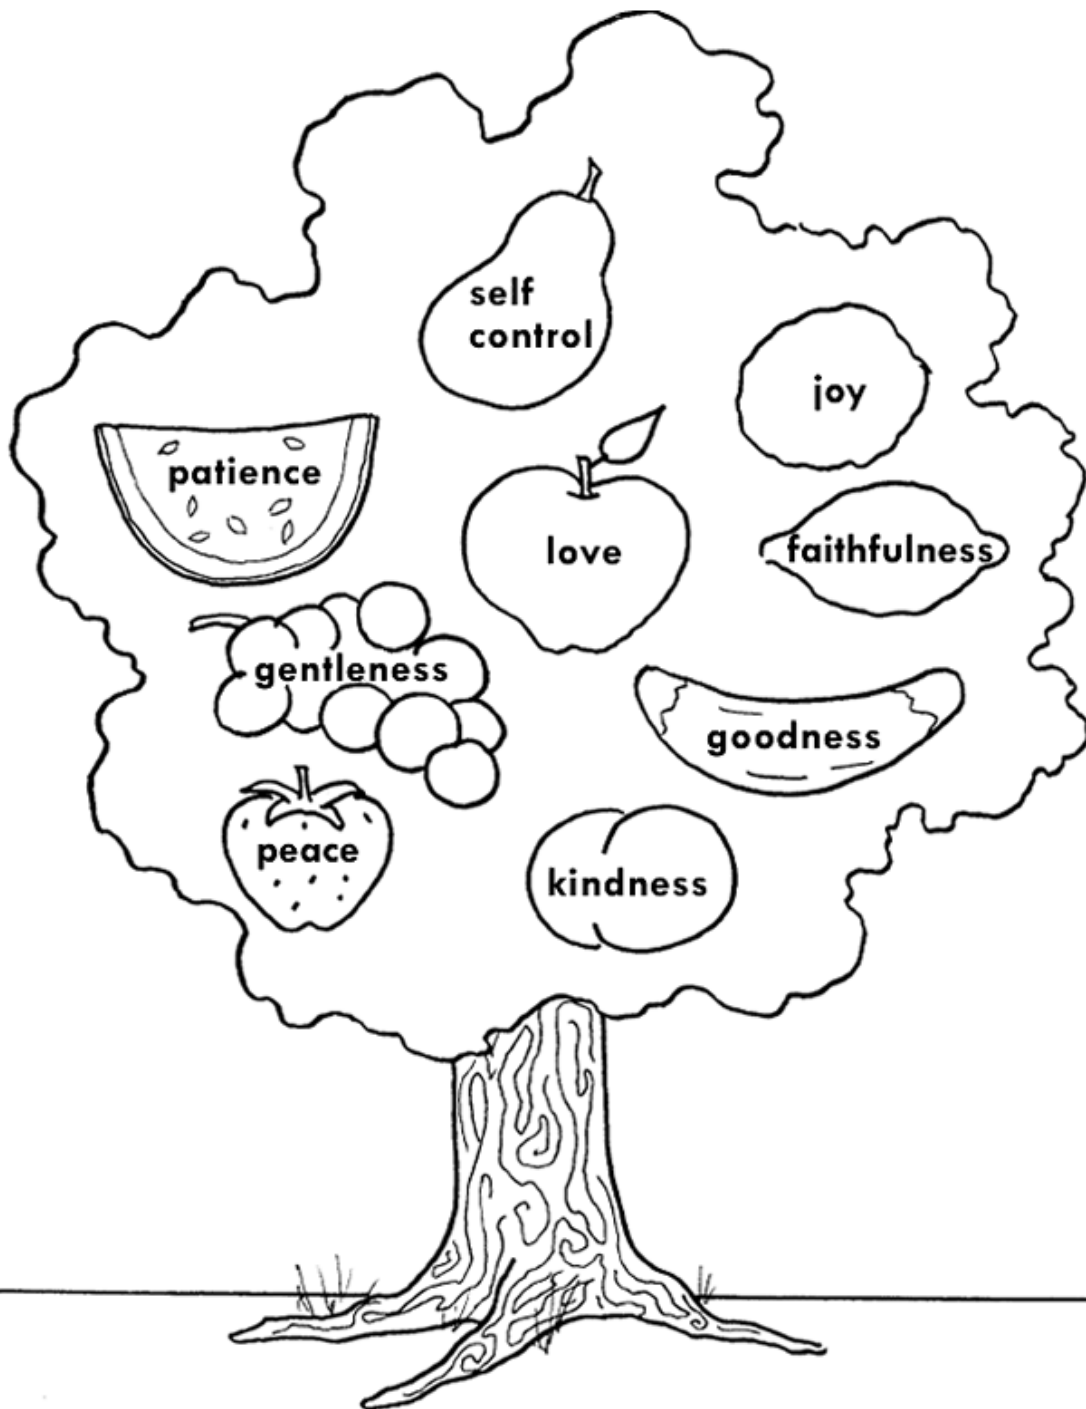 self
control
joy
patience
love
faithfulness
gentleness
goodness
peace
kindness